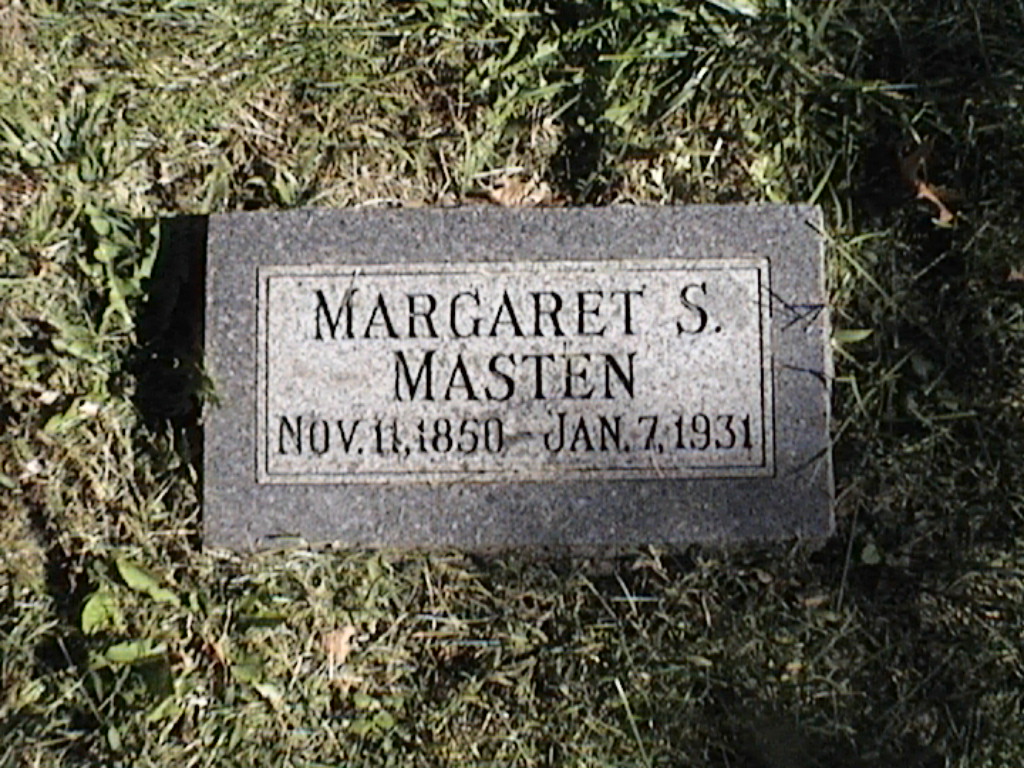 MARGARET S.
MASTEN
NOV. 11, 1850 - JAN. 7, 1931